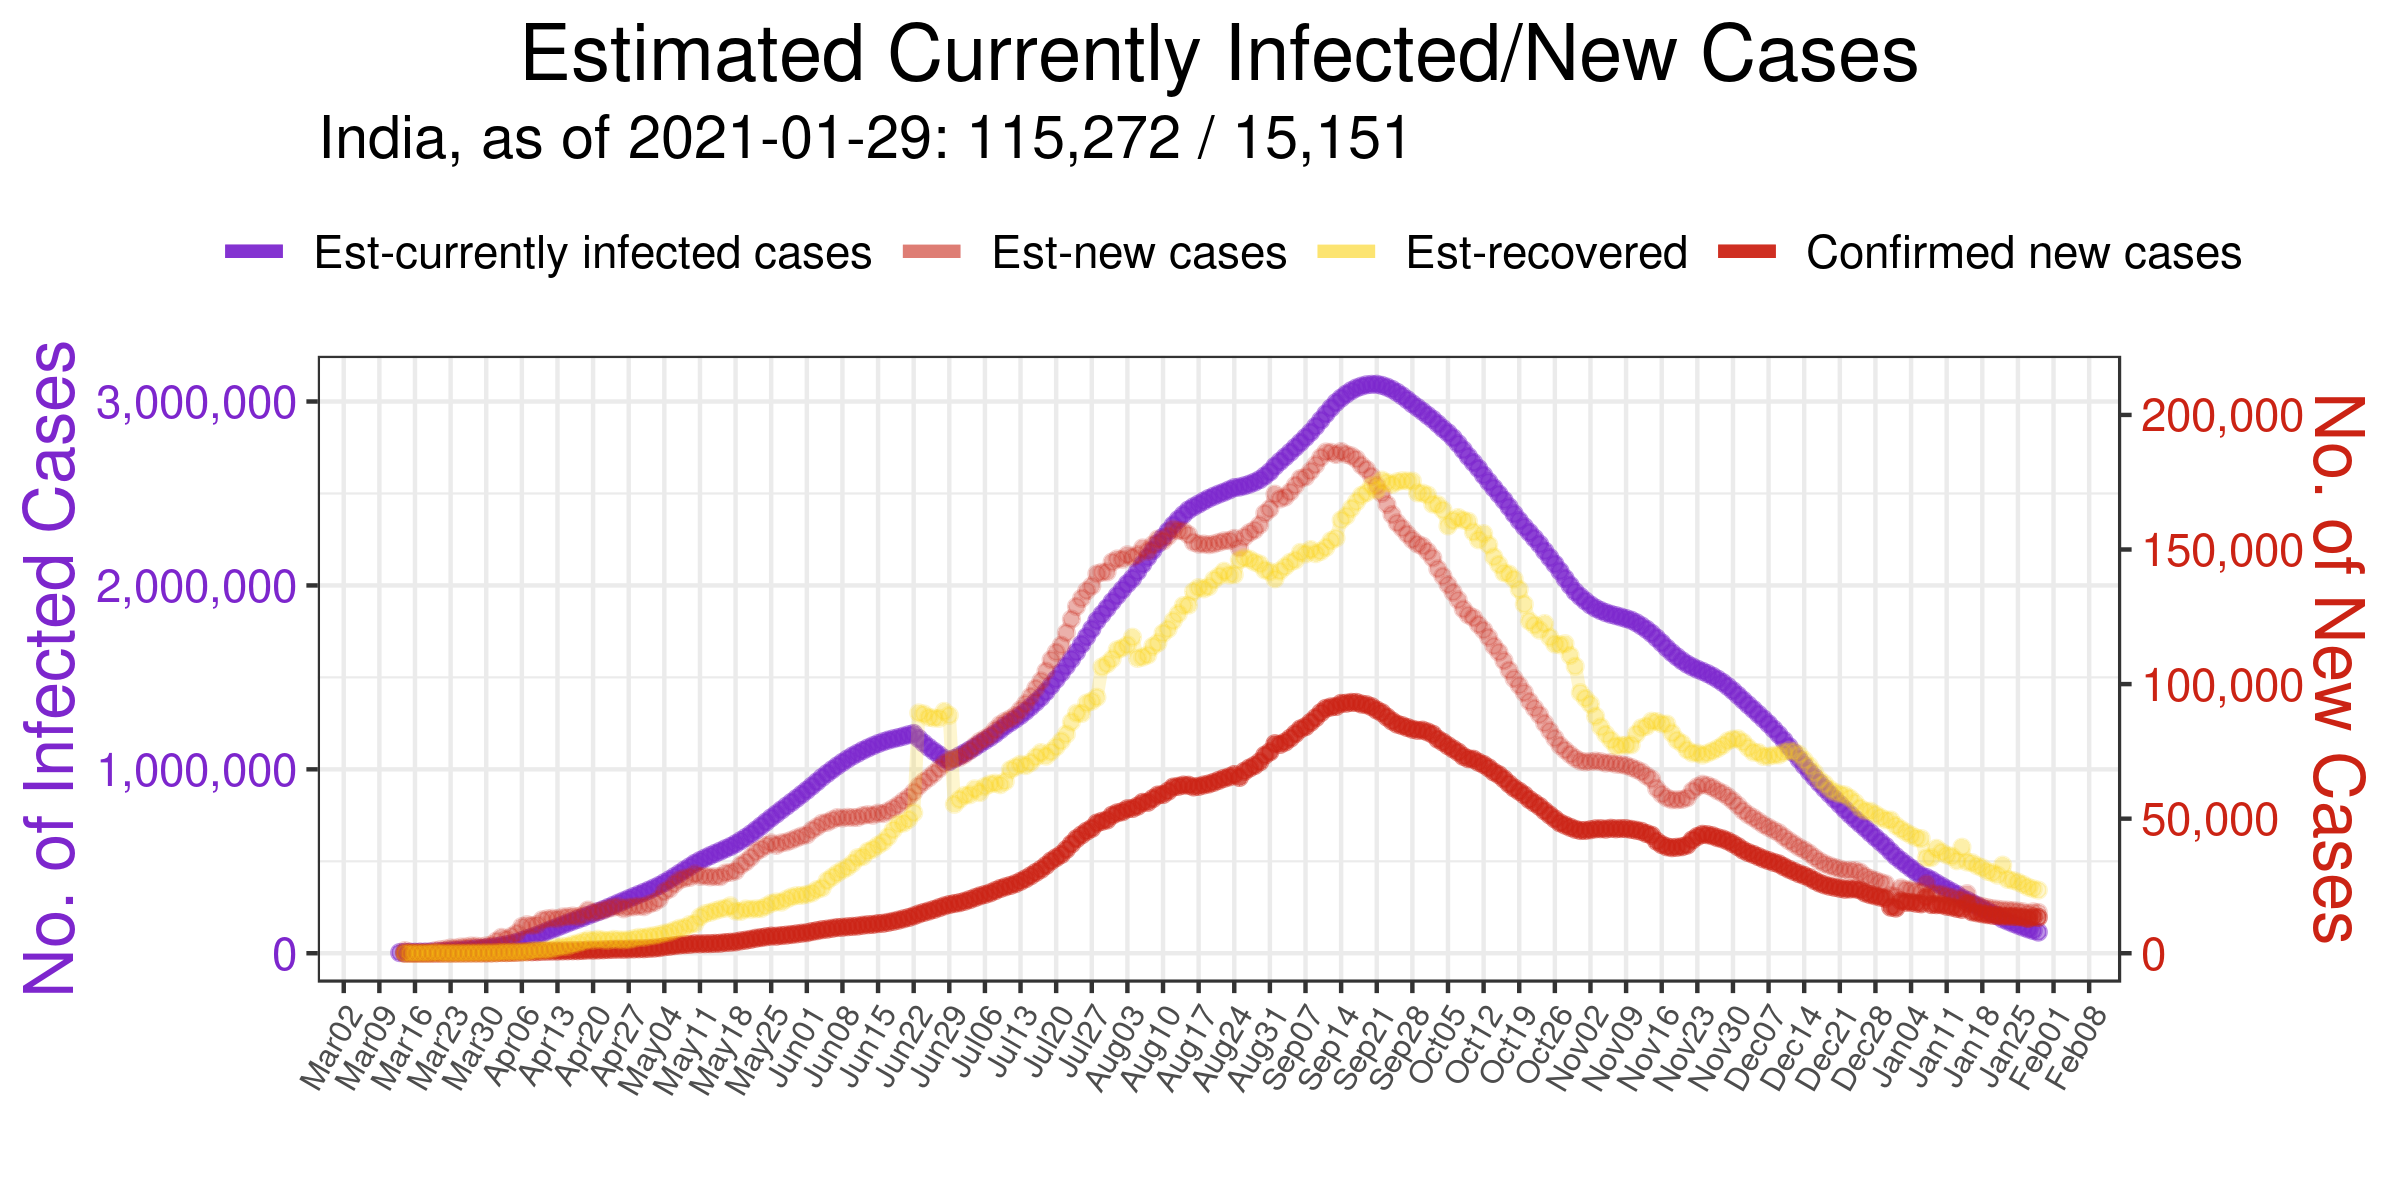 Estimated Currently Infected/New Cases
India, as of 2021-01-29: 115,272 / 15,151
Est-currently infected cases Est-new cases Est-recovered Confirmed new cases
No. of Infected Cases
3,000,000
2,000,000
1,000,000
0
200,000
150,000
100,000
50,000
0
No. of New Cases
Mar02 Mar09 Mar16 Mar23 Mar30 Apr06 Apr13 Apr20 Apr27 May04 May11 May18 May25 Jun01 Jun08 Jun15 Jun22 Jun29 Jul06 Jul13 Jul20 Jul27 Aug03 Aug10 Aug17 Aug24 Aug31 Sep07 Sep14 Sep21 Sep28 Oct05 Oct12 Oct19 Oct26 Nov02 Nov09 Nov16 Nov23 Nov30 Dec07 Dec14 Dec21 Dec28 Jan04 Jan11 Jan18 Jan25 Feb01 Feb08